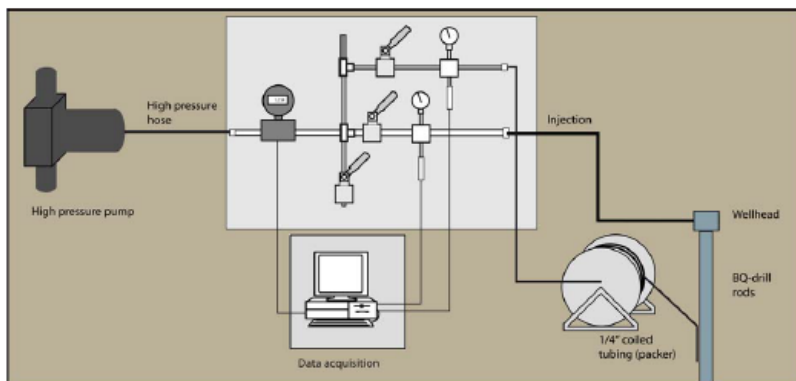 High pressure
hose
High pressure pump
Injection
Wellhead
BQ-drill
rods
1/4" coiled
tubing (packer)
Data acquisition